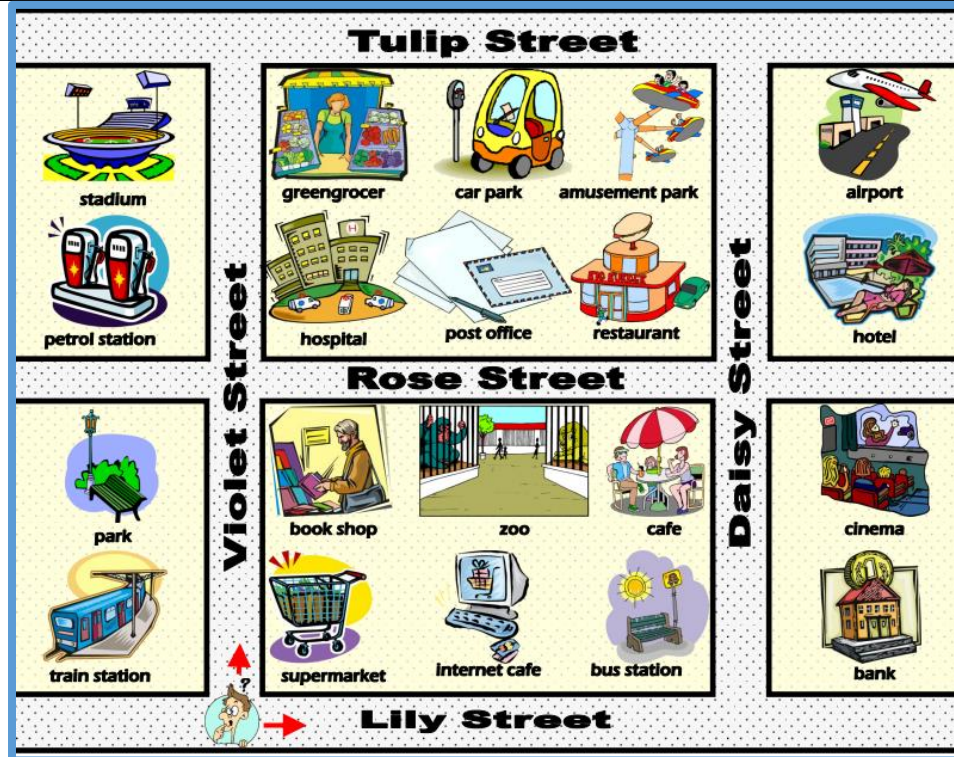 Tulip Street
stadium
greengrocer
car park
amusement park
airport
H
petrol station
hospital
post office
restaurant
hotel
Violet Street
Rose Street
Daisy Street
park
book shop
zoo
cafe
cinema
train station
supermarket
internet cafe
bus station
bank
?
Lily Street